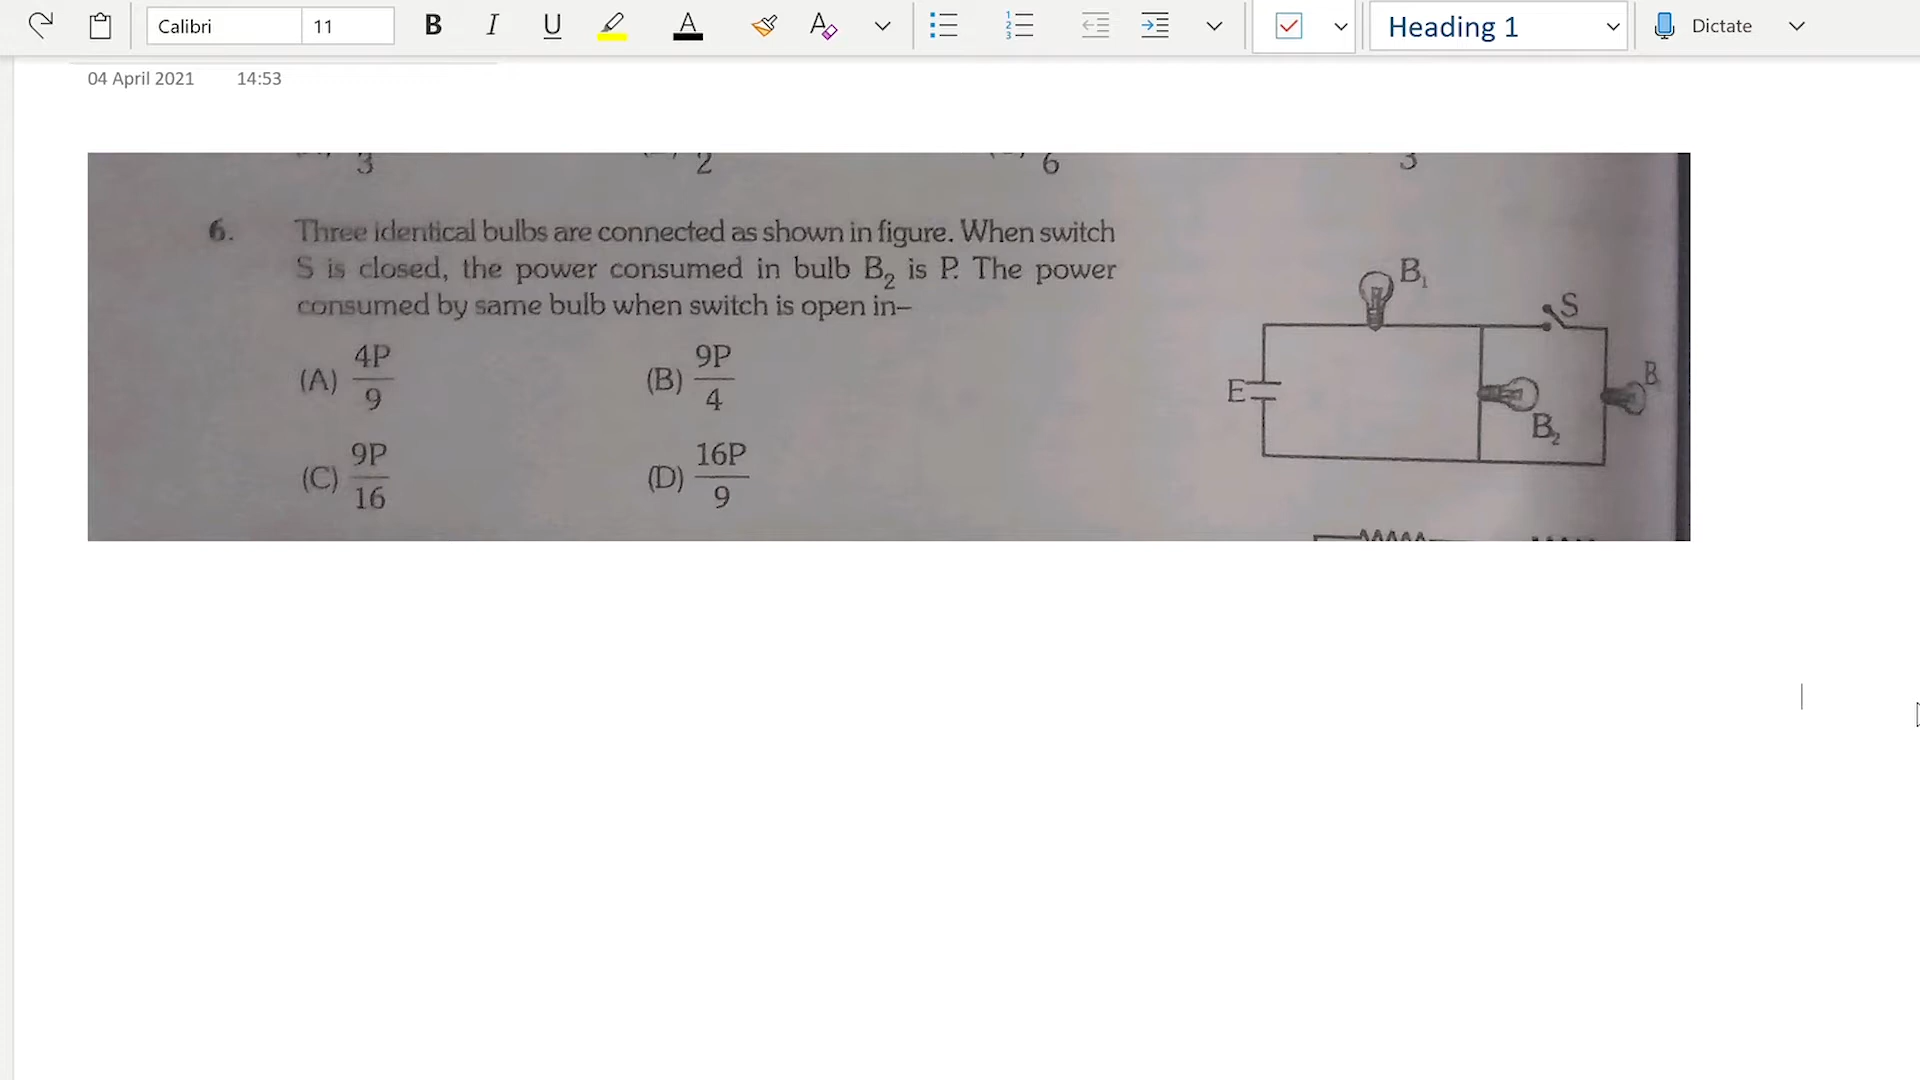 Calibri 11 B I U A A Heading 1 Dictate
04 April 2021 14:53
3 2 6 3
6. Three identical bulbs are connected as shown in figure. When switch
S is closed, the power consumed in bulb B₂ is P. The power
consumed by same bulb when switch is open in–
(A) 4P/9 (B) 9P/4
(C) 9P/16 (D) 16P/9
B₁
S
E
B₂
B